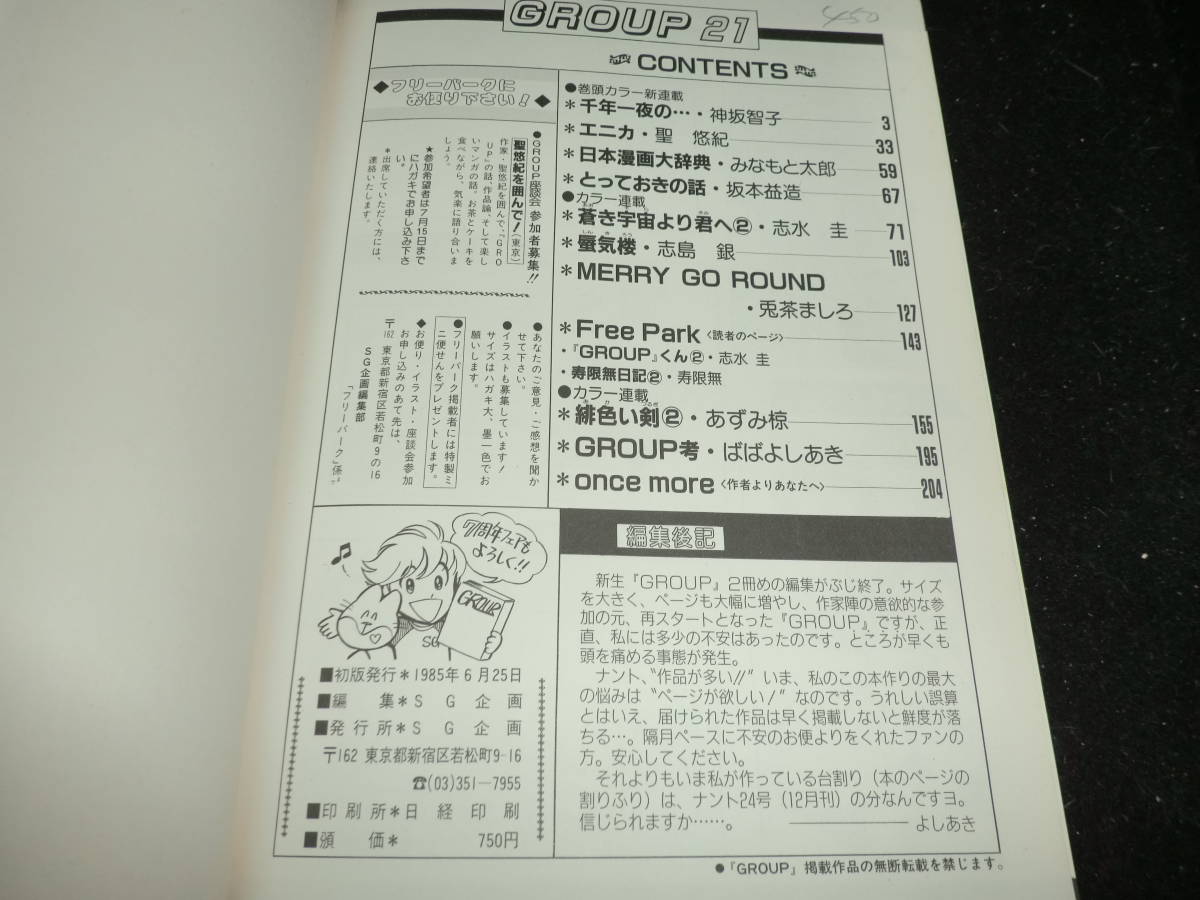 450
GROUP 21
CONTENTS
●巻頭カラー新連載
*千年一夜の…・神坂智子 3
*エニカ・聖 悠紀 33
*日本漫画大辞典・みなもと太郎 59
*とっておきの話・坂本益造 67
●カラー連載
*蒼き宇宙より君へ②・志水 圭 71
*蜃気楼・志島 銀 103
*MERRY GO ROUND
・兎茶ましろ 127
*Free Park〈読者のページ〉 143
・『GROUP』くん②・志水 圭
・寿限無日記②・寿限無
●カラー連載
*緋色い剣②・あずみ椋 155
*GROUP考・ばばよしあき 195
*once more〈作者よりあなたへ〉 204
◆フリーパークに
お便り下さい!◆
●GROUP座談会 参加者募集!!
聖悠紀を囲んで!(東京)
作家・聖悠紀を囲んで、『GRO
UP』の話、作品論、そして楽し
いマンガの話。お茶とケーキを
食べながら、気楽に語り合いま
しょう。
★参加希望者は7月15日まで
にハガキでお申し込み下さ
い。
*出席していただく方には、
連絡いたします。
●あなたのご意見・ご感想を聞か
せて下さい。
●イラストも募集しています!
サイズはハガキ大、墨一色でお
願いします。
●フリーパーク掲載者には特製ミ
ニ便せんをプレゼントします。
◆お便り・イラスト・座談会参加
お申し込みのあて先は、
〒162 東京都新宿区若松町9の16
SG企画編集部
「フリーパーク」係で
7周年フェアも
よろしく!!
GROUP
SG
■初版発行*1985年6月25日
■編 集*SG企画
■発行所*SG企画
〒162 東京都新宿区若松町9-16
☎(03)351—7955
■印刷所*日経印刷
■頒 価* 750円
編集後記
新生『GROUP』2冊めの編集がぶじ終了。サイズ
を大きく、ページも大幅に増やし、作家陣の意欲的な参
加の元、再スタートとなった『GROUP』ですが、正
直、私には多少の不安はあったのです。ところが早くも
頭を痛める事態が発生。
ナント、〝作品が多い!!〟いま、私のこの本作りの最大
の悩みは〝ページが欲しい!〟なのです。うれしい誤算
とはいえ、届けられた作品は早く掲載しないと鮮度が落
ちる…。隔月ペースに不安のお便りをくれたファンの
方。安心してください。
それよりもいま私が作っている台割り(本のページの
割りふり)は、ナント24号(12月刊)の分なんですヨ。
信じられますか……。 ————よしあき
●『GROUP』掲載作品の無断転載を禁じます。